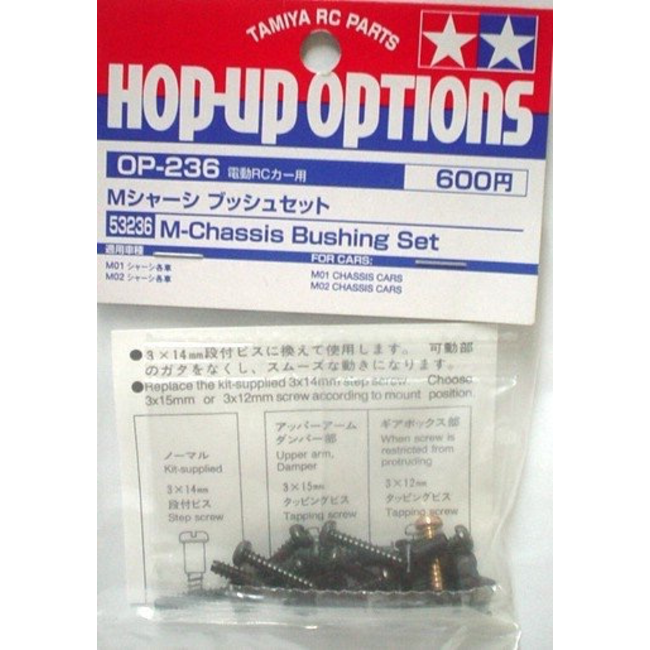 TAMIYA RC PARTS
HOP-UP OPTIONS
OP-236 電動RCカー用 600円
Mシャーシ ブッシュセット
53236 M-Chassis Bushing Set
適用車種 FOR CARS:
M01 シャーシ各車 M01 CHASSIS CARS
M02 シャーシ各車 M02 CHASSIS CARS
●3×14mm段付ビスに換えて使用します。 可動部
のガタをなくし、スムーズな動きになります。
●Replace the kit-supplied 3x14mm step screw. Choose
3x15mm or 3x12mm screw according to mount position.
ノーマル
Kit-supplied
3×14mm
段付ビス
Step screw
アッパーアーム
ダンパー部
Upper arm,
Damper
3×15mm
タッピングビス
Tapping screw
ギアボックス部
When screw is
restricted from
protruding
3×12mm
タッピングビス
Tapping screw